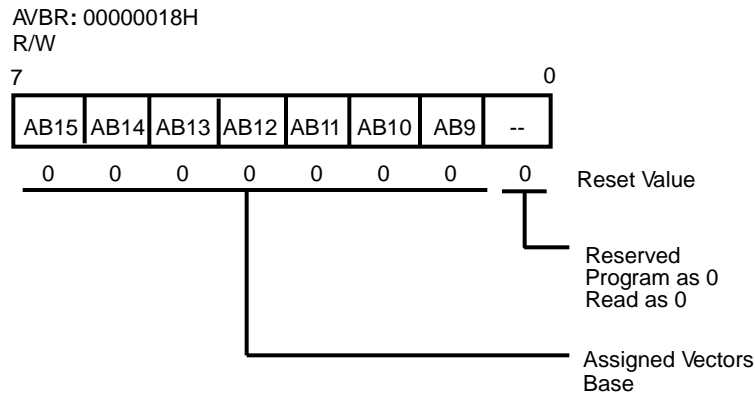 AVBR: 00000018H
R/W
7 0
AB15 AB14 AB13 AB12 AB11 AB10 AB9 --
0 0 0 0 0 0 0 0 Reset Value
Reserved
Program as 0
Read as 0
Assigned Vectors
Base